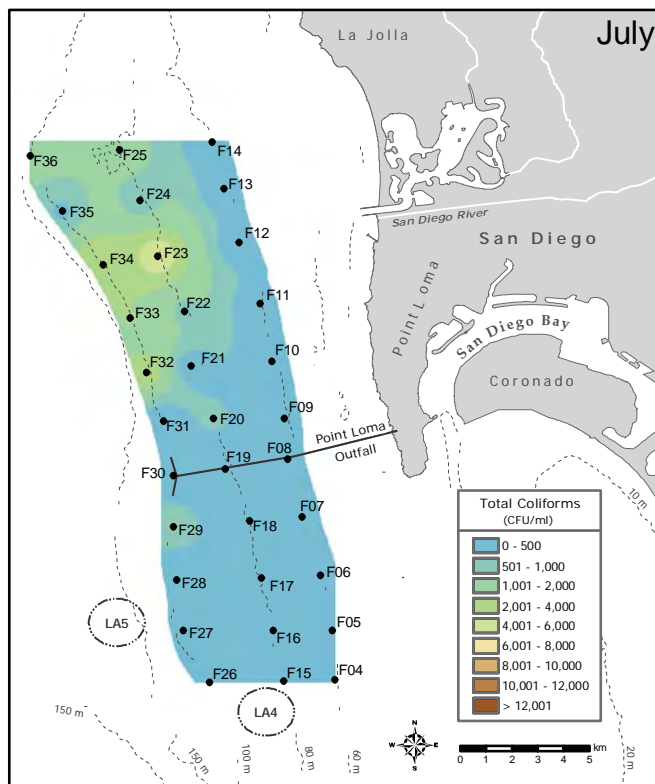 July
La Jolla
F14
F25
F36
F13
F24
F35
San Diego River
F12
San Diego
F23
F34
Point Loma
F11
F22
F33
San Diego Bay
F10
F21
F32
Coronado
F09
F20
F31
Point Loma
Outfall
F08
F19
F30
10 m
Total Coliforms
(CFU/ml)
0 - 500
501 - 1,000
1,001 - 2,000
2,001 - 4,000
4,001 - 6,000
6,001 - 8,000
8,001 - 10,000
10,001 - 12,000
> 12,001
F07
F18
F29
F06
F17
F28
LA5
F05
F16
F27
F04
F15
F26
LA4
150 m
150 m
100 m
80 m
60 m
20 m
N
W E
S
0 1 2 3 4 5 km